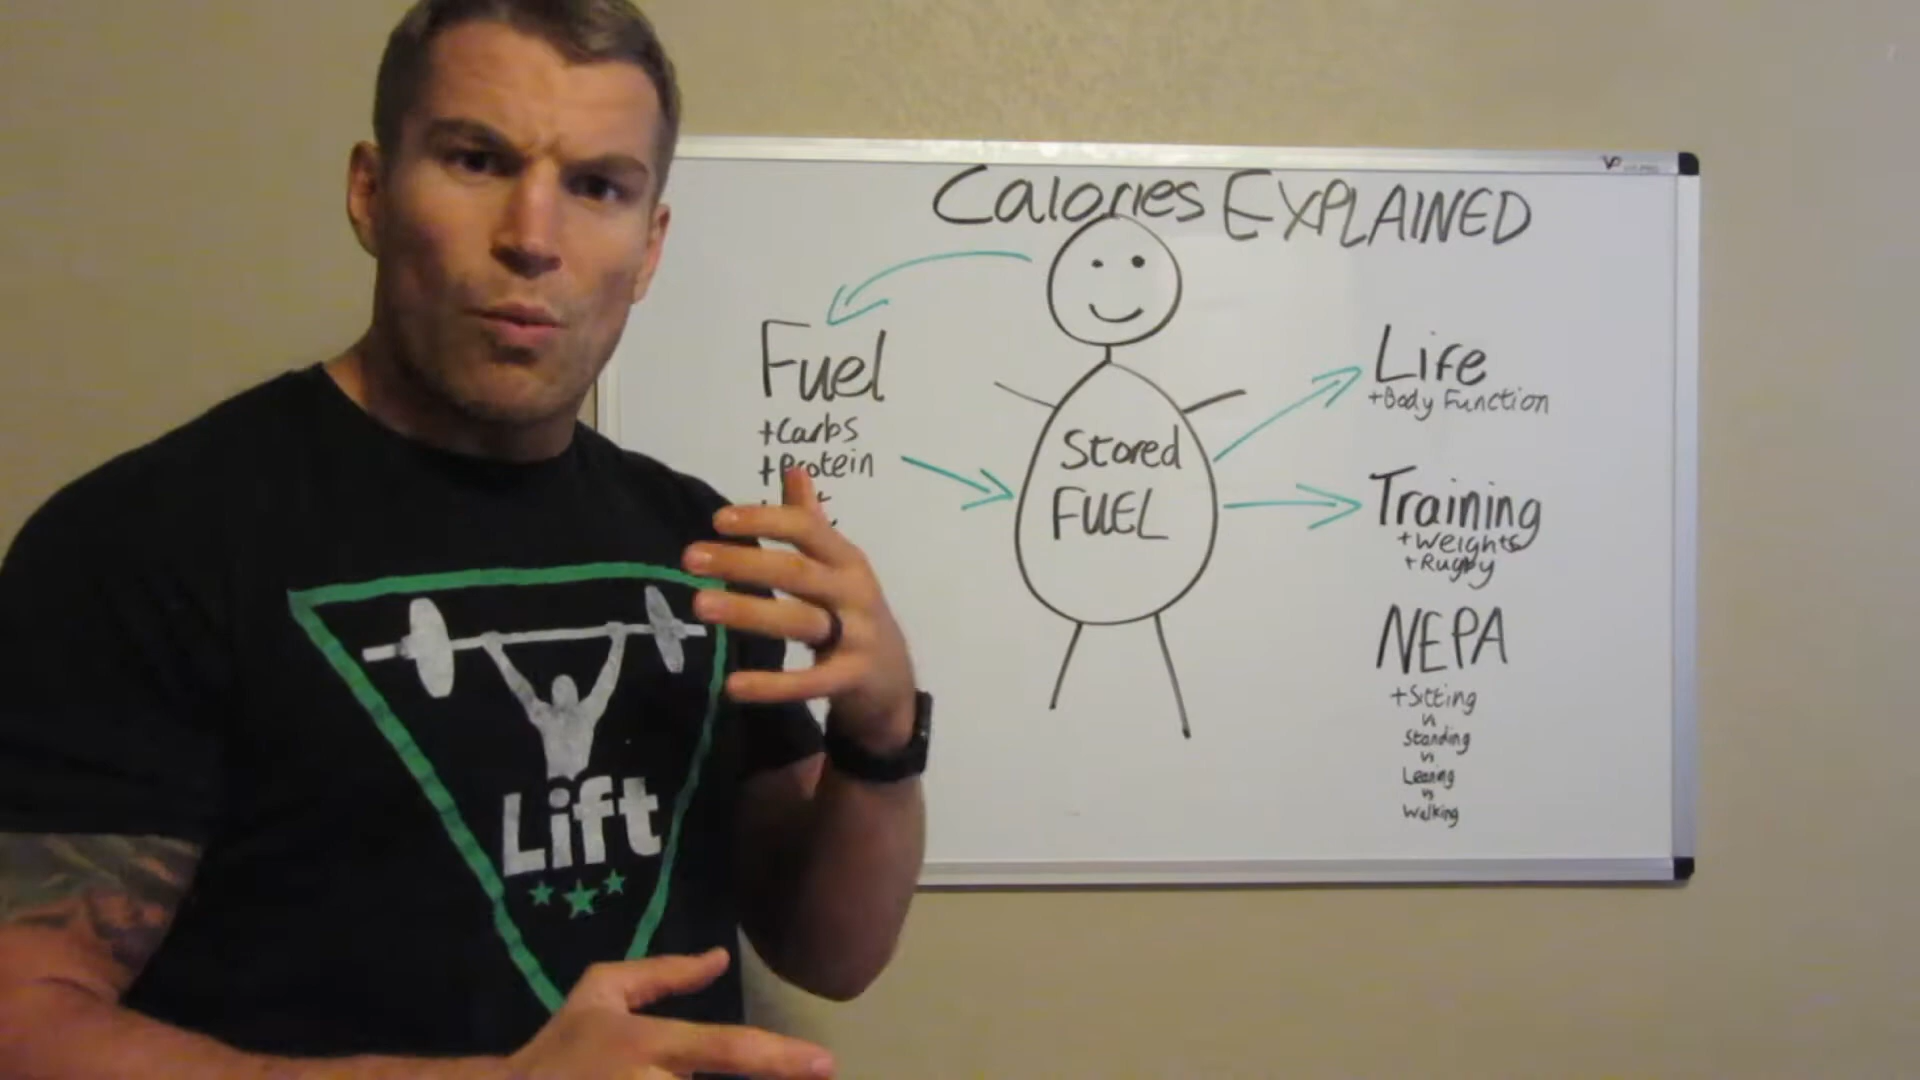 Calories EXPLAINED
Fuel
+Carbs
+Protein
Stored
FUEL
Life
+Body Function
Training
+Weights
+Rugby
NEPA
+Sitting
vs
Standing
vs
Leaning
vs
Walking
Lift